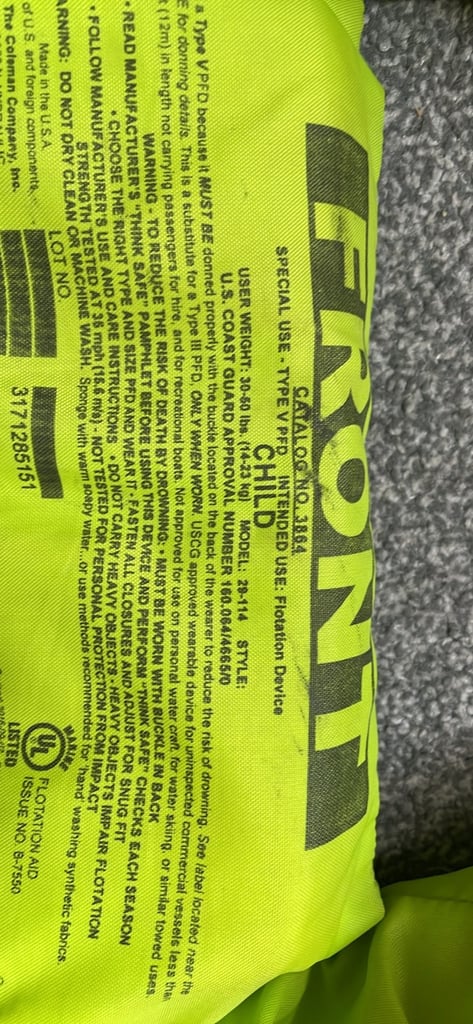 FRONT
CATALOG NO. 3864
SPECIAL USE - TYPE V PFD INTENDED USE: Flotation Device
CHILD
USER WEIGHT: 30-50 lbs (14-23 kg) MODEL: 29-114 STYLE:
U.S. COAST GUARD APPROVAL NUMBER 160.064/4665/0
a Type V PFD because it MUST BE donned properly with the buckle located on the back of the wearer to reduce the risk of drowning. See label located near the
for donning details. This is a substitute for a Type III PFD, ONLY WHEN WORN. USCG approved wearable device for uninspected commercial vessels less
(12m) in length not carrying passengers for hire, and for recreational boats. Not approved for use on personal water craft, for water skiing, or similar towed uses.
WARNING - TO REDUCE THE RISK OF DEATH BY DROWNING: • MUST BE WORN WITH BUCKLE IN BACK
• READ MANUFACTURER'S "THINK SAFE" PAMPHLET BEFORE USING THIS DEVICE AND PERFORM "THINK SAFE" CHECKS EACH SEASON
• CHOOSE THE RIGHT TYPE AND SIZE PFD AND WEAR IT - FASTEN ALL CLOSURES AND ADJUST FOR SNUG FIT
• FOLLOW MANUFACTURER'S USE AND CARE INSTRUCTIONS • DO NOT CARRY HEAVY OBJECTS - HEAVY OBJECTS IMPAIR FLOTATION
STRENGTH TESTED AT 35 mph (15.6 m/s) - NOT TESTED FOR PERSONAL PROTECTION FROM IMPACT
ARNING: DO NOT DRY CLEAN OR MACHINE WASH. Sponge with warm soapy water...or use methods recommended for 'hand' washing synthetic fabrics.
LOT NO.
3171285151
MARINE
UL
LISTED
FLOTATION AID
ISSUE NO. B-7550
Made in the U.S.A.
of U.S. and foreign components.
The Coleman Company, Inc.